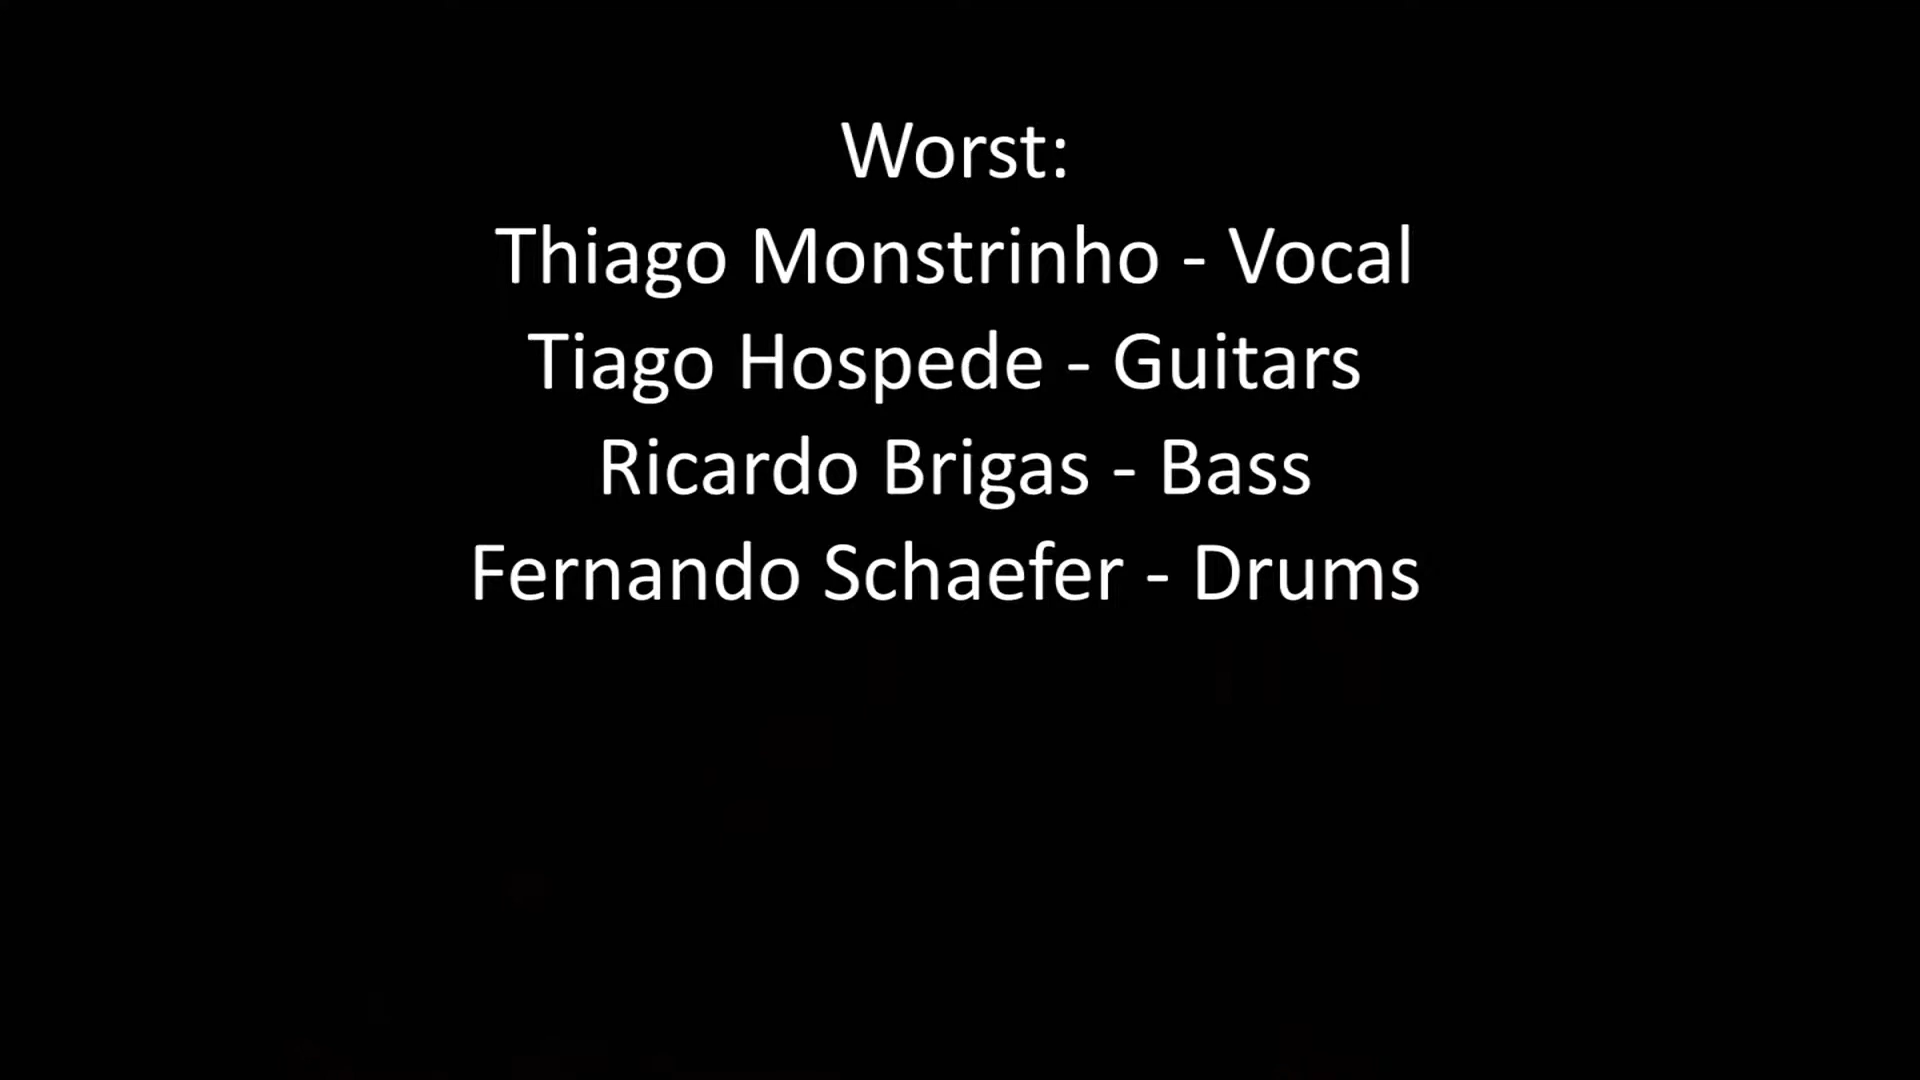 Worst:
Thiago Monstrinho - Vocal
Tiago Hospede - Guitars
Ricardo Brigas - Bass
Fernando Schaefer - Drums